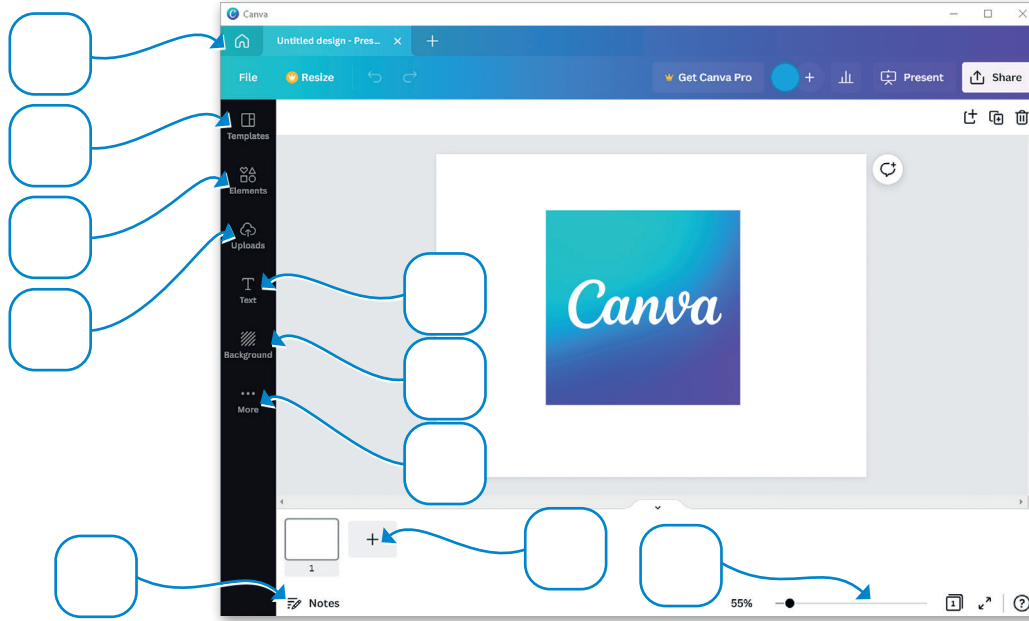 Canva
Untitled design - Pres...
File Resize Get Canva Pro Present Share
Templates
Elements
Uploads
Text
Background
More
Canva
1
Notes 55% 1